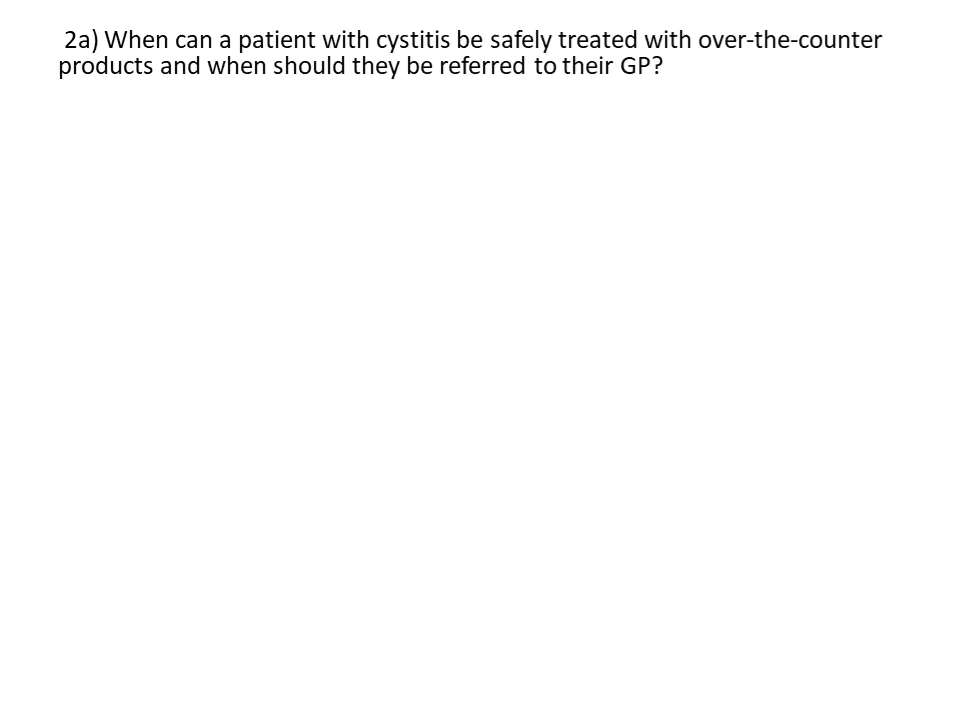 2a) When can a patient with cystitis be safely treated with over-the-counter
products and when should they be referred to their GP?